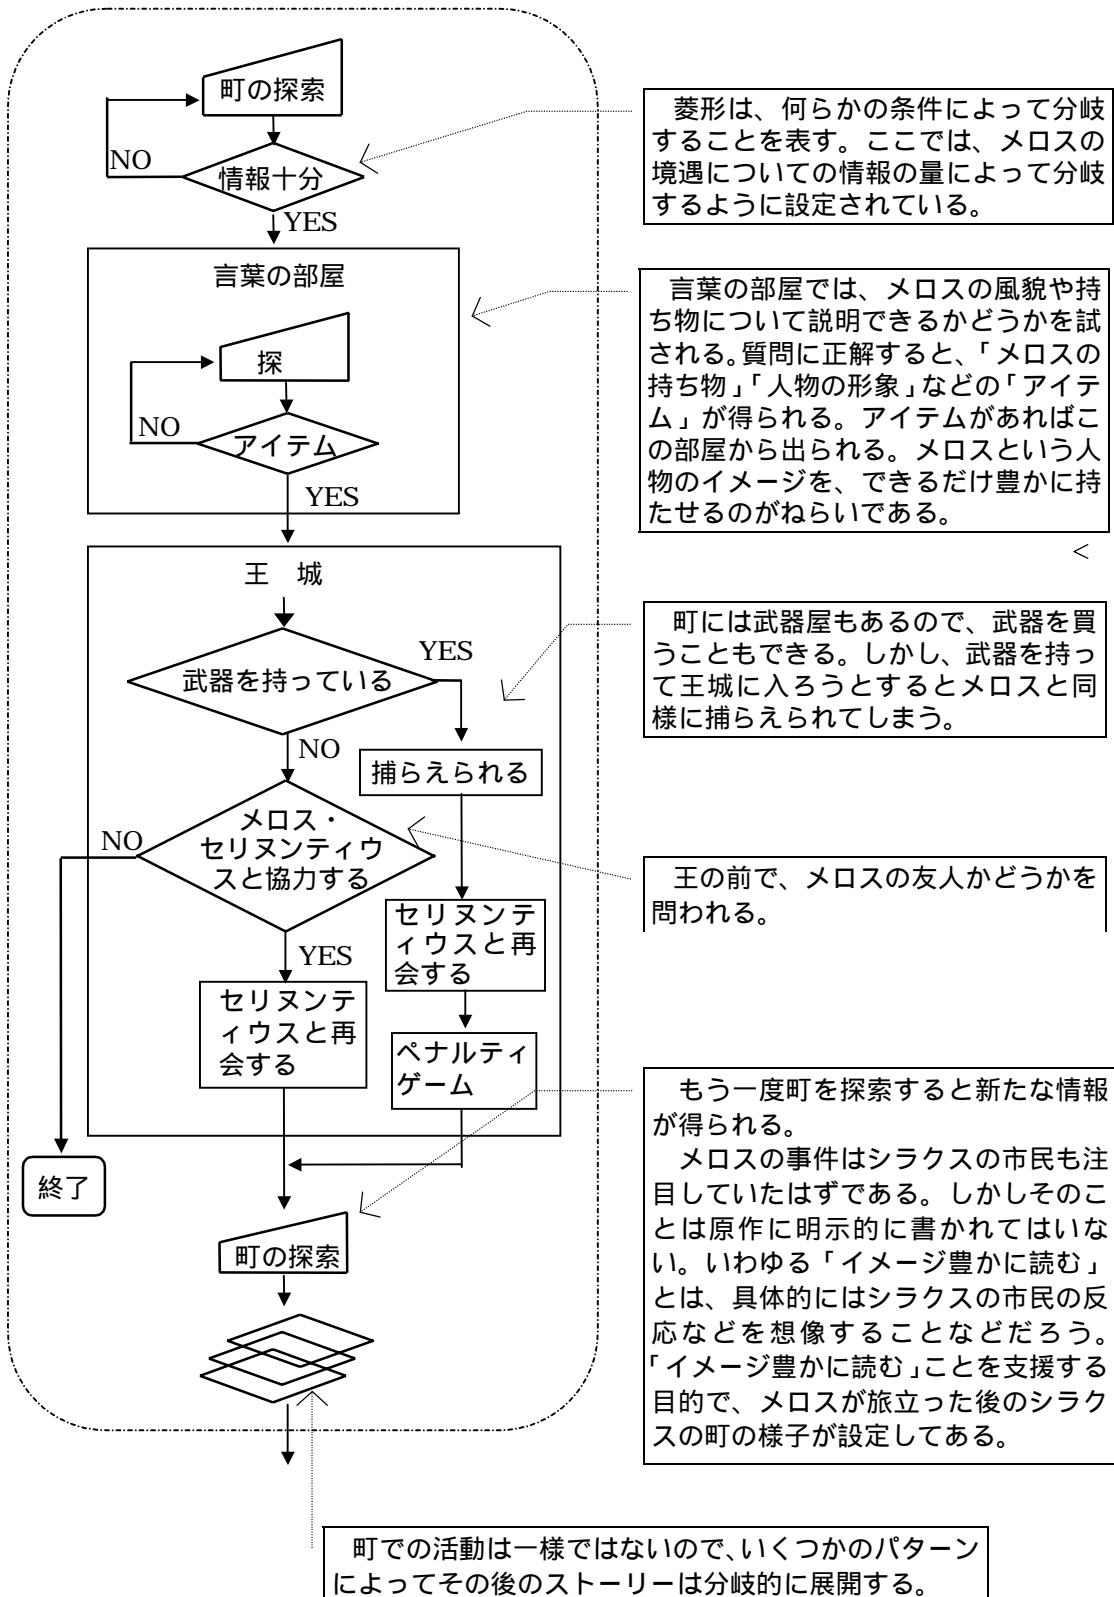 町の探索
NO
情報十分
YES
菱形は、何らかの条件によって分岐
することを表す。ここでは、メロスの
境遇についての情報の量によって分岐
するように設定されている。
言葉の部屋
探
NO
アイテム
YES
言葉の部屋では、メロスの風貌や持
ち物について説明できるかどうかを試
される。質問に正解すると、「メロスの
持ち物」「人物の形象」などの「アイテ
ム」が得られる。アイテムがあればこ
の部屋から出られる。メロスという人
物のイメージを、できるだけ豊かに持
たせるのがねらいである。
<
王 城
武器を持っている
YES
NO
捕らえられる
町には武器屋もあるので、武器を買
うこともできる。しかし、武器を持っ
て王城に入ろうとするとメロスと同
様に捕らえられてしまう。
メロス・
セリヌンティウ
スと協力する
NO
YES
王の前で、メロスの友人かどうかを
問われる。
セリヌンテ
ィウスと再
会する
セリヌンテ
ィウスと再
会する
ペナルティ
ゲーム
終了
町の探索
もう一度町を探索すると新たな情報
が得られる。
メロスの事件はシラクスの市民も注
目していたはずである。しかしそのこ
とは原作に明示的に書かれてはいな
い。いわゆる「イメージ豊かに読む」
とは、具体的にはシラクスの市民の反
応などを想像することなどだろう。
「イメージ豊かに読む」ことを支援する
目的で、メロスが旅立った後のシラク
スの町の様子が設定してある。
町での活動は一様ではないので、いくつかのパターン
によってその後のストーリーは分岐的に展開する。